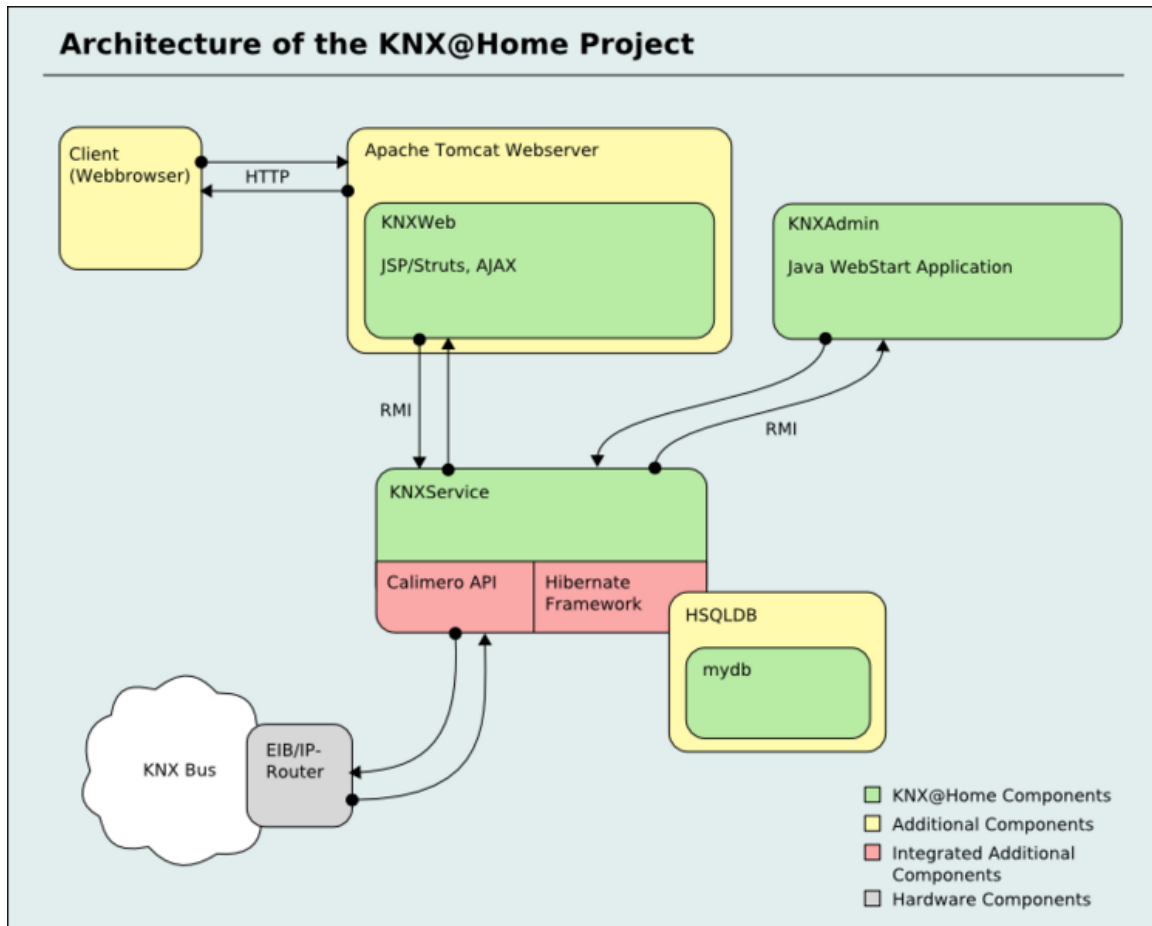 Architecture of the KNX@Home Project
Client
(Webbrowser)
HTTP
Apache Tomcat Webserver
KNXWeb
JSP/Struts, AJAX
KNXAdmin
Java WebStart Application
RMI
RMI
KNXService
Calimero API
Hibernate
Framework
HSQLDB
mydb
KNX Bus
EIB/IP-
Router
KNX@Home Components
Additional Components
Integrated Additional
Components
Hardware Components